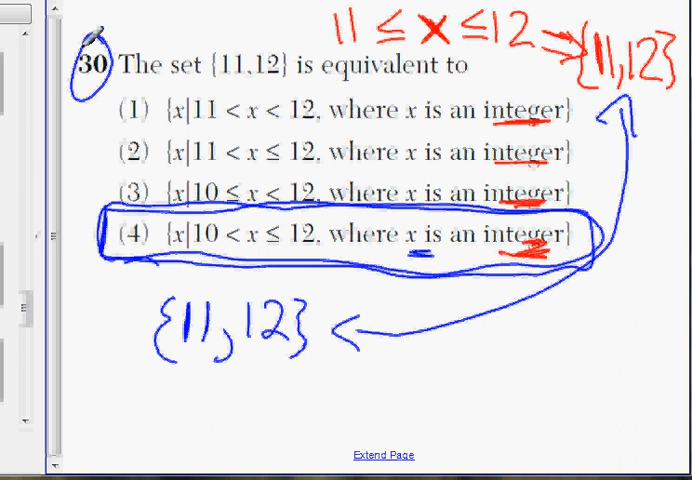 11 ≤ x ≤ 12 ⇒ {11,12}
30 The set {11,12} is equivalent to
(1) {x|11 < x < 12, where x is an integer}
(2) {x|11 < x ≤ 12, where x is an integer}
(3) {x|10 ≤ x < 12, where x is an integer}
(4) {x|10 < x ≤ 12, where x is an integer}
{11,12}
Extend Page